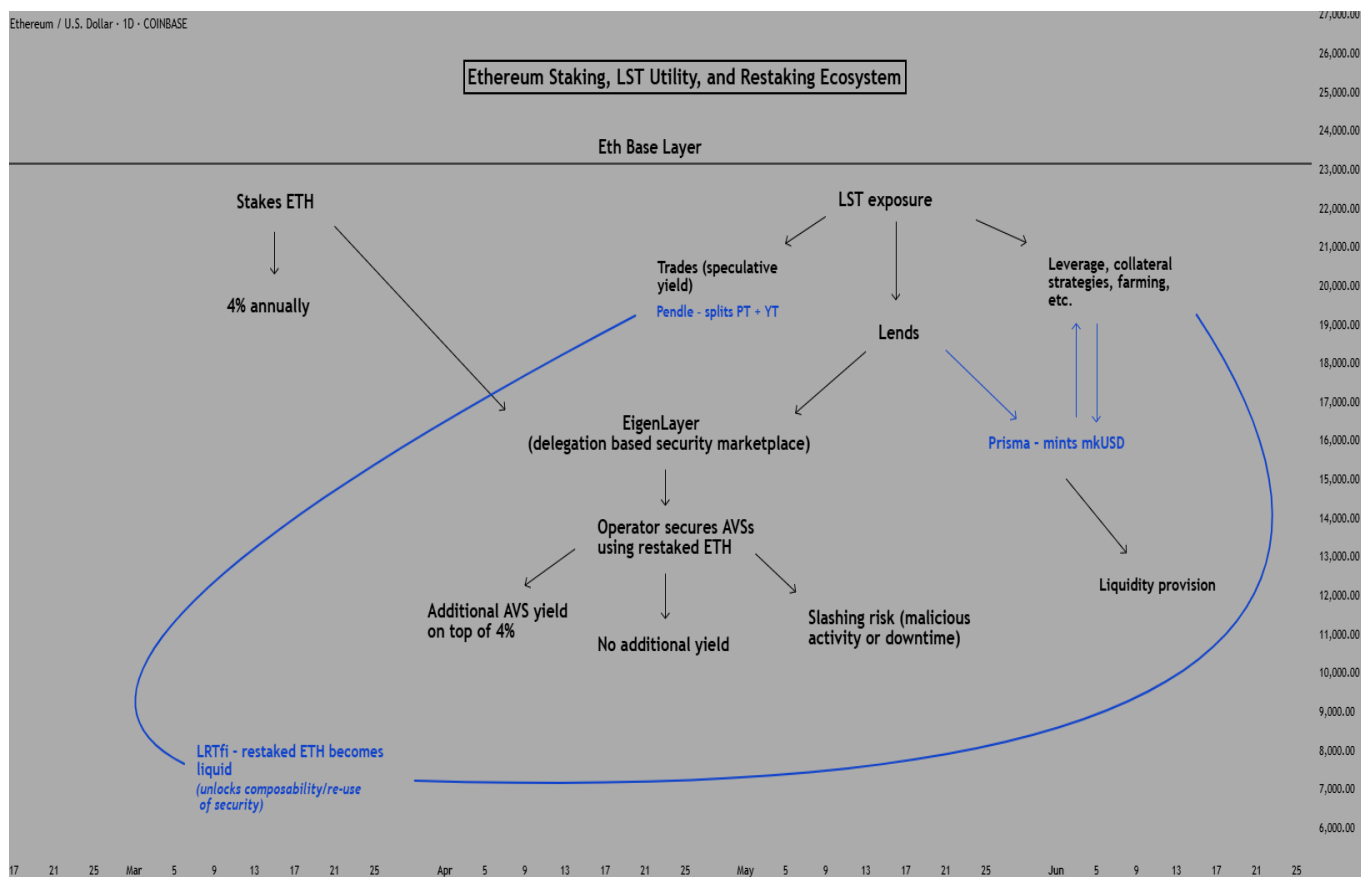 Ethereum / U.S. Dollar · 1D · COINBASE
Ethereum Staking, LST Utility, and Restaking Ecosystem
Eth Base Layer
Stakes ETH
4% annually
LST exposure
Trades (speculative
yield)
Pendle - splits PT + YT
Lends
Leverage, collateral
strategies, farming,
etc.
EigenLayer
(delegation based security marketplace)
Prisma - mints mkUSD
Operator secures AVSs
using restaked ETH
Liquidity provision
Additional AVS yield
on top of 4%
No additional yield
Slashing risk (malicious
activity or downtime)
LRTfi - restaked ETH becomes
liquid
(unlocks composability/re-use
of security)
27,000.00
26,000.00
25,000.00
24,000.00
23,000.00
22,000.00
21,000.00
20,000.00
19,000.00
18,000.00
17,000.00
16,000.00
15,000.00
14,000.00
13,000.00
12,000.00
11,000.00
10,000.00
9,000.00
8,000.00
7,000.00
6,000.00
17 21 25 Mar 5 9 13 17 21 25 Apr 5 9 13 17 21 25 May 5 9 13 17 21 25 Jun 5 9 13 17 21 25